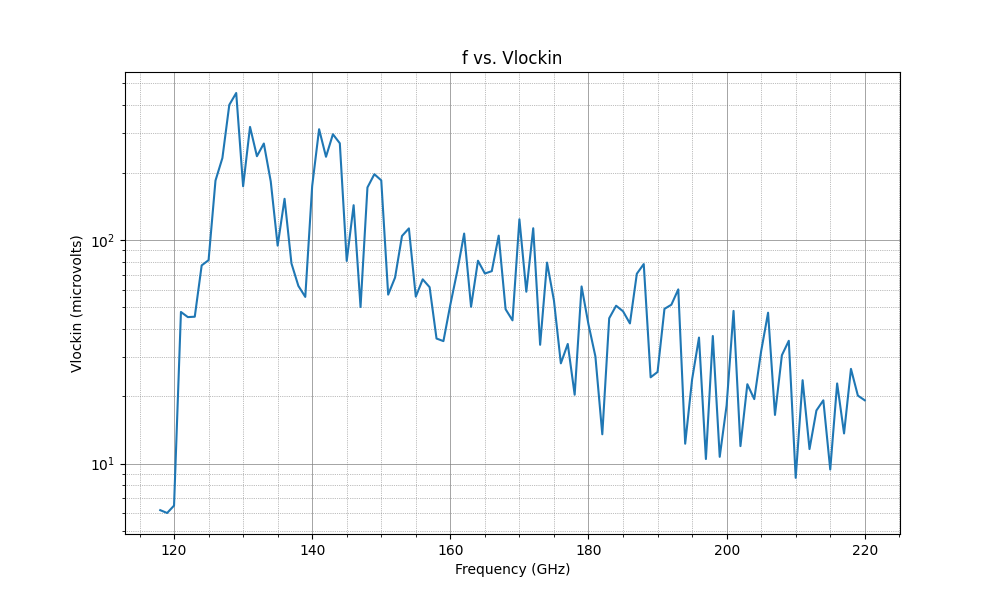 f vs. Vlockin
Vlockin (microvolts)
10²
10¹
120 140 160 180 200 220
Frequency (GHz)